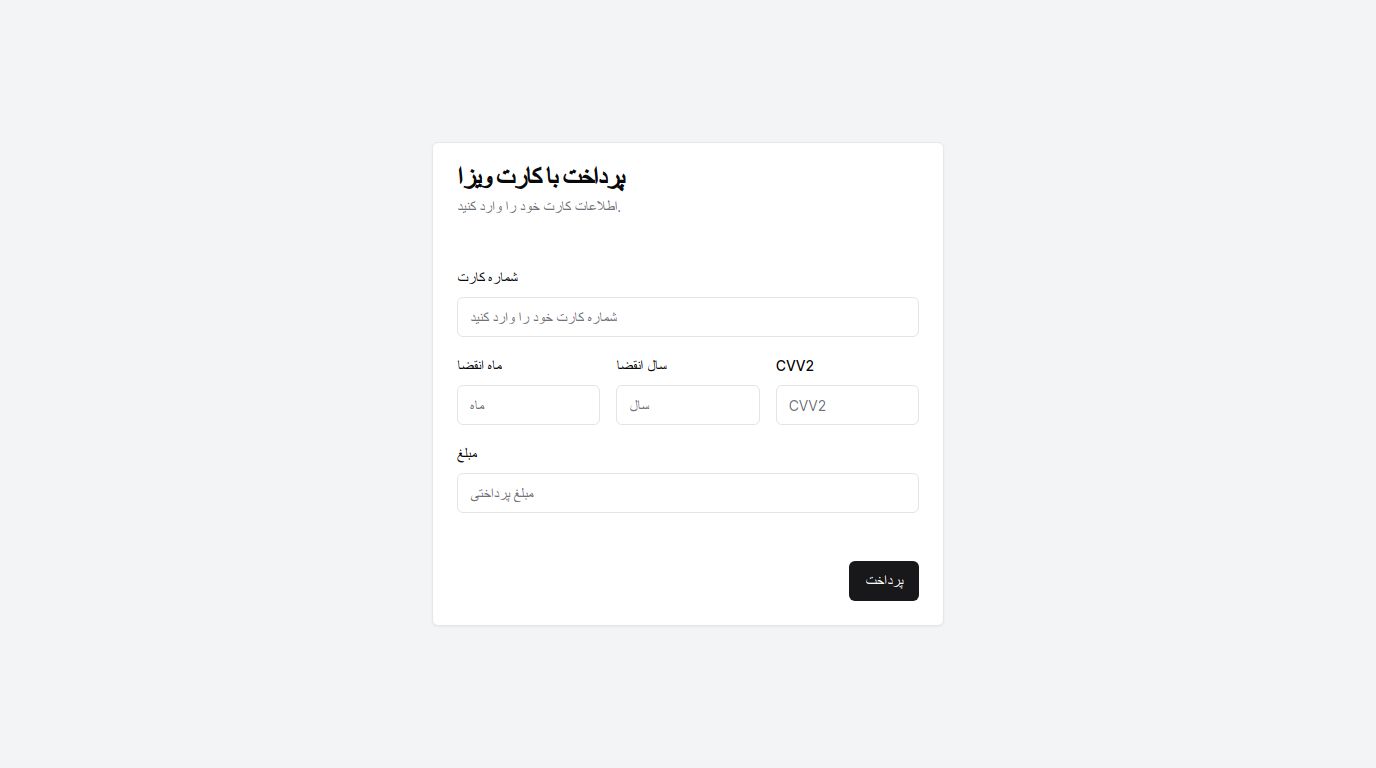 پرداخت با کارت ویزا
اطلاعات کارت خود را وارد کنید.
شماره کارت
شماره کارت خود را وارد کنید
ماه انقضا
سال انقضا
CVV2
ماه
سال
CVV2
مبلغ
مبلغ پرداختی
پرداخت